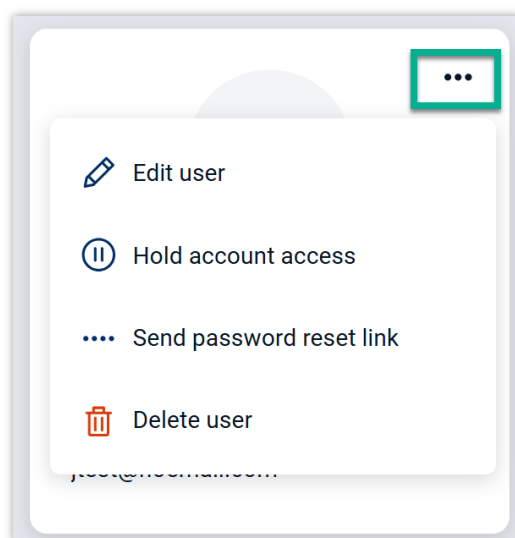 Edit user
Hold account access
Send password reset link
Delete user